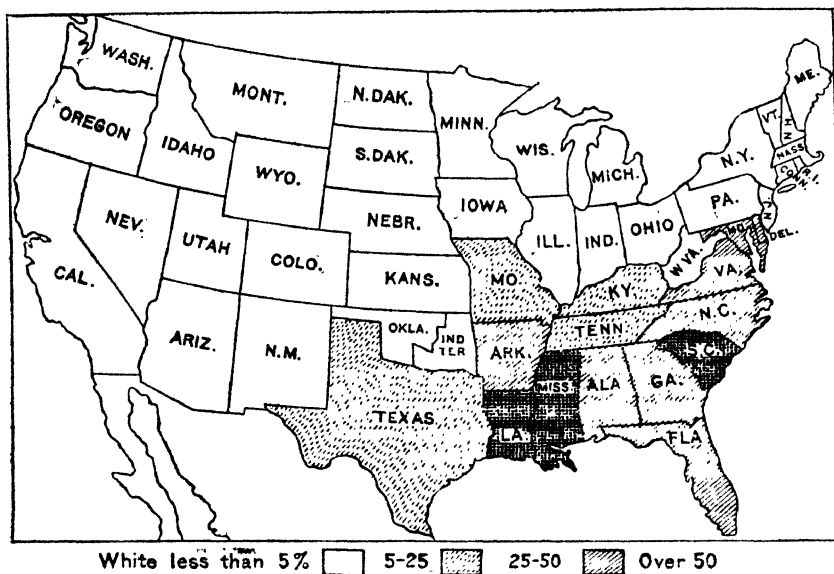 WASH.
MONT.
N.DAK.
MINN.
ME.
OREGON
IDAHO
S.DAK.
WIS.
MICH.
VT.
N.H.
MASS.
N.Y.
CONN.
R.I.
WYO.
IOWA
PA.
N.J.
NEV.
NEBR.
ILL.
IND.
OHIO
UTAH
COLO.
W.VA.
MD.
DEL.
CAL.
KANS.
MO.
KY.
VA.
N.C.
ARIZ.
N.M.
OKLA.
IND
TER
ARK.
TENN
S.C.
MISS.
ALA
GA.
TEXAS
LA.
FLA
White less than 5% 5-25 25-50 Over 50